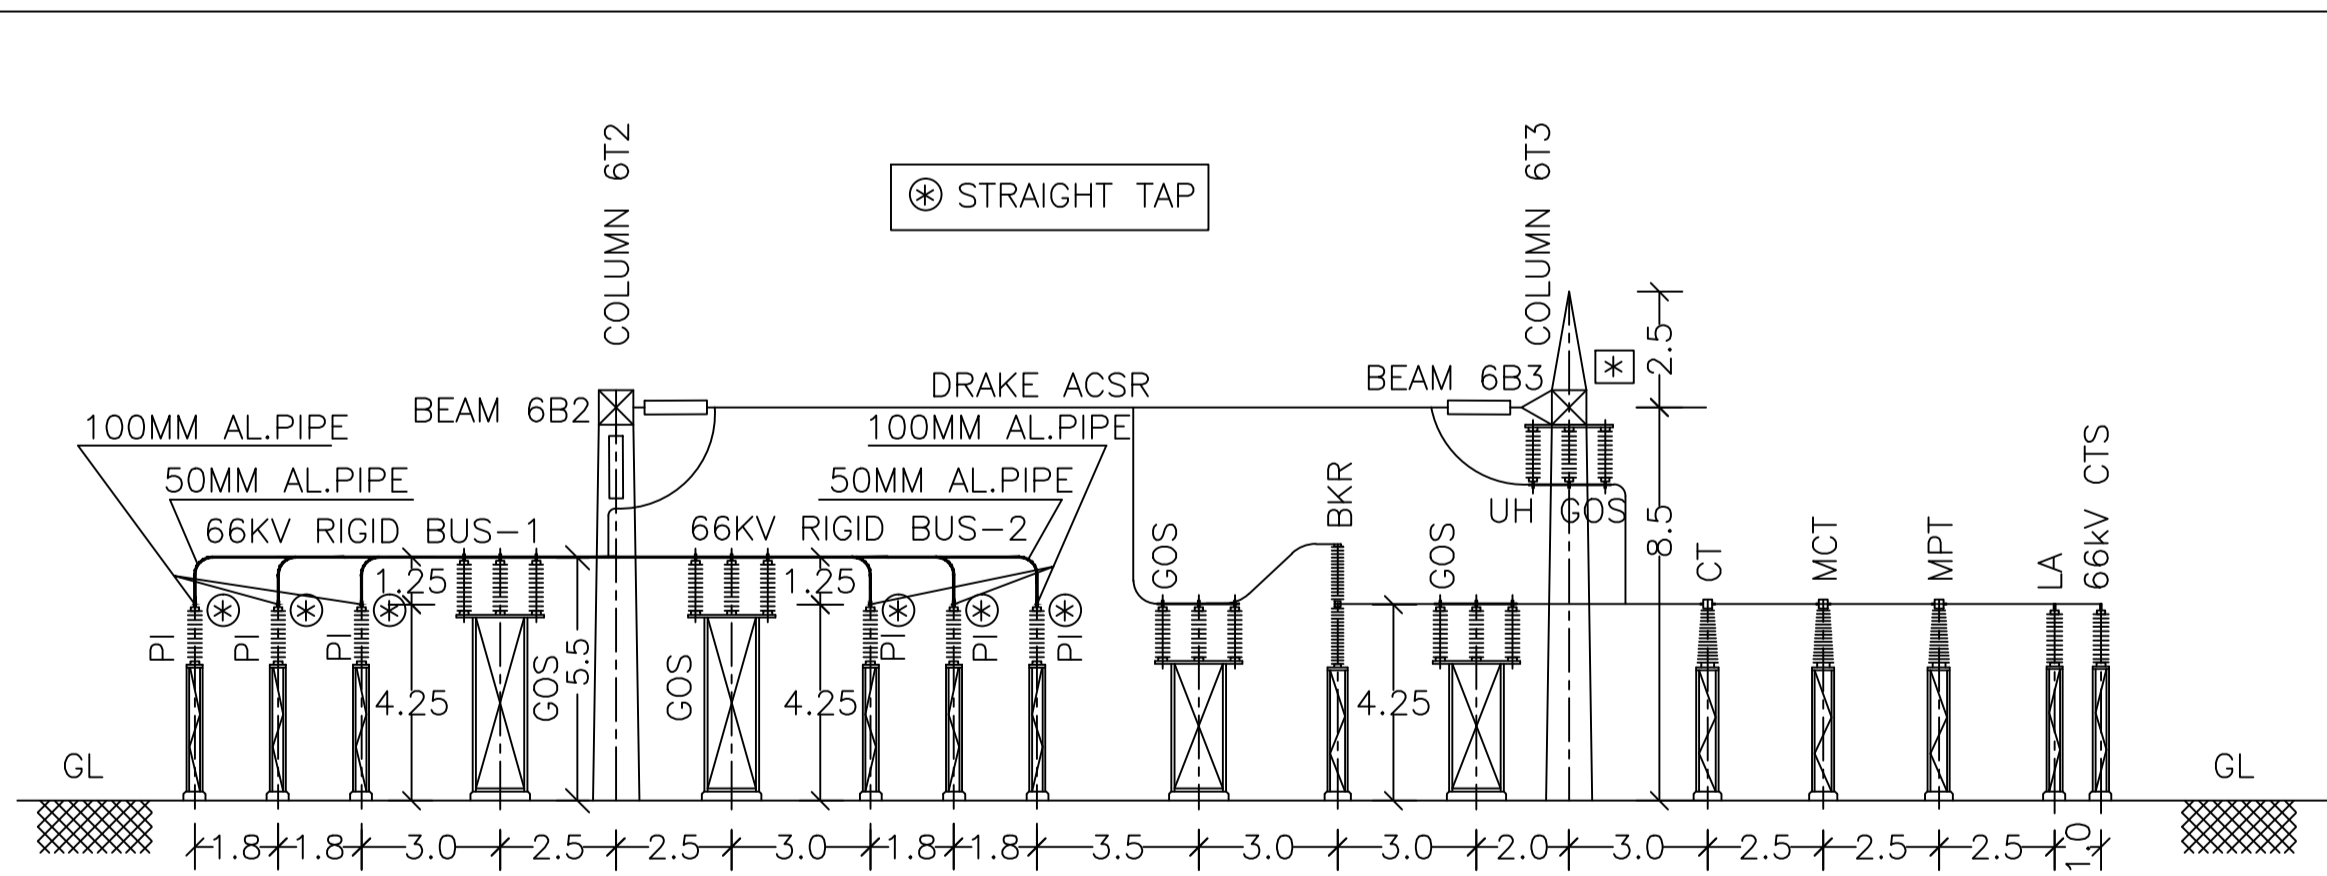 COLUMN 6T2
COLUMN 6T3
STRAIGHT TAP
2.5
BEAM 6B3
DRAKE ACSR
BEAM 6B2
100MM AL.PIPE
100MM AL.PIPE
50MM AL.PIPE
50MM AL.PIPE
66KV RIGID BUS-1
66KV RIGID BUS-2
BKR
UH GOS
8.5
GOS
GOS
CT
MCT
MPT
LA
66kV CTS
1.25
1.25
PI
PI
PI
PI
PI
PI
5.5
GOS
GOS
4.25
4.25
4.25
GL
GL
1.8
1.8
3.0
2.5
2.5
3.0
1.8
1.8
3.5
3.0
3.0
2.0
3.0
2.5
2.5
2.5
1.0